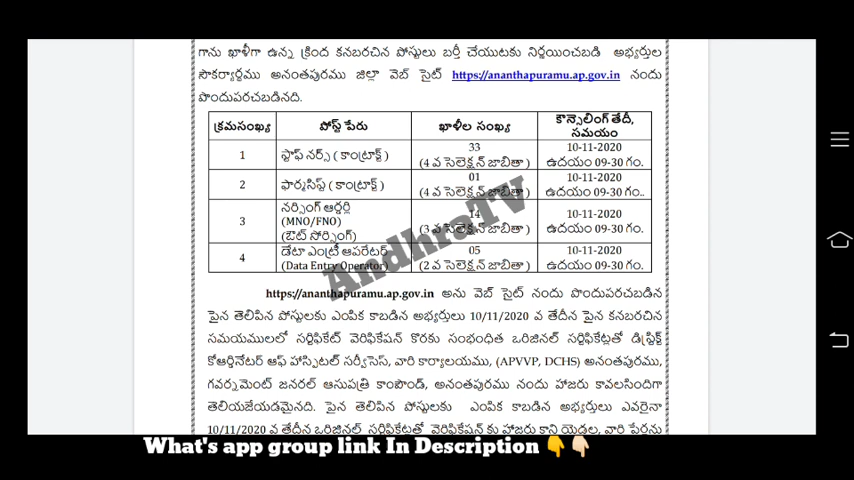 గాను ఖాళీగా ఉన్న క్రింద కనబరచిన పోస్టులు బర్తీ చేయుటకు నిర్ణయించబడి అభ్యర్తుల
సౌకర్యార్ధము అనంతపురము జిల్లా వెబ్ సైట్ https://ananthapuramu.ap.gov.in నందు
పొందుపరచబడినది.
క్రమసంఖ్య పోస్ట్ పేరు ఖాళీల సంఖ్య కౌన్సెలింగ్ తేదీ, సమయం
1 స్టాఫ్ నర్స్ ( కాంట్రాక్ట్ ) 33 (4 వ సెలెక్షన్ జాబితా ) 10-11-2020 ఉదయం 09-30 గం.
2 ఫార్మసిస్ట్ (కాంట్రాక్ట్ ) 01 (4 వ సెలెక్షన్ జాబితా ) 10-11-2020 ఉదయం 09-30 గం..
3 నర్సింగ్ ఆర్డర్లి (MNO/FNO) (ఔట్ సోర్సింగ్) 14 (3 వ సెలెక్షన్ జాబితా ) 10-11-2020 ఉదయం 09-30 గం.
4 డేటా ఎంట్రీ ఆపరేటర్ (Data Entry Operator) 05 (2 వ సెలెక్షన్ జాబితా ) 10-11-2020 ఉదయం 09-30 గం.
AndhraTV
https://ananthapuramu.ap.gov.in అను వెబ్ సైట్ నందు పొందుపరచబడిన
పైన తెలిపిన పోస్టులకు ఎంపిక కాబడిన అభ్యర్తులు 10/11/2020 వ తేదీన పైన కనబరచిన
సమయములలో సర్టిఫికేట్ వెరిఫికేషన్ కొరకు సంభంధిత ఒరిజినల్ సర్టిఫికేట్లతో డిస్ట్రిక్ట్
కోఆర్డినేటర్ ఆఫ్ హాస్పిటల్ సర్వీసెస్, వారి కార్యాలయము, (APVVP, DCHS) అనంతపురము,
గవర్నమెంట్ జనరల్ ఆసుపత్రి కాంపౌండ్, అనంతపురము నందు హాజరు కావలసిందిగా
తెలియజేయడమైనది. పైన తెలిపిన పోస్టులకు ఎంపిక కాబడిన అభ్యర్తులు ఎవరైనా
10/11/2020 వ తేదీన ఒరిజినల్ సర్టిఫికేట్లతో వెరిఫికేషన్ కు హాజరు కాని యెడల, వారి పేర్లను
What's app group link In Description 👇👇🏻